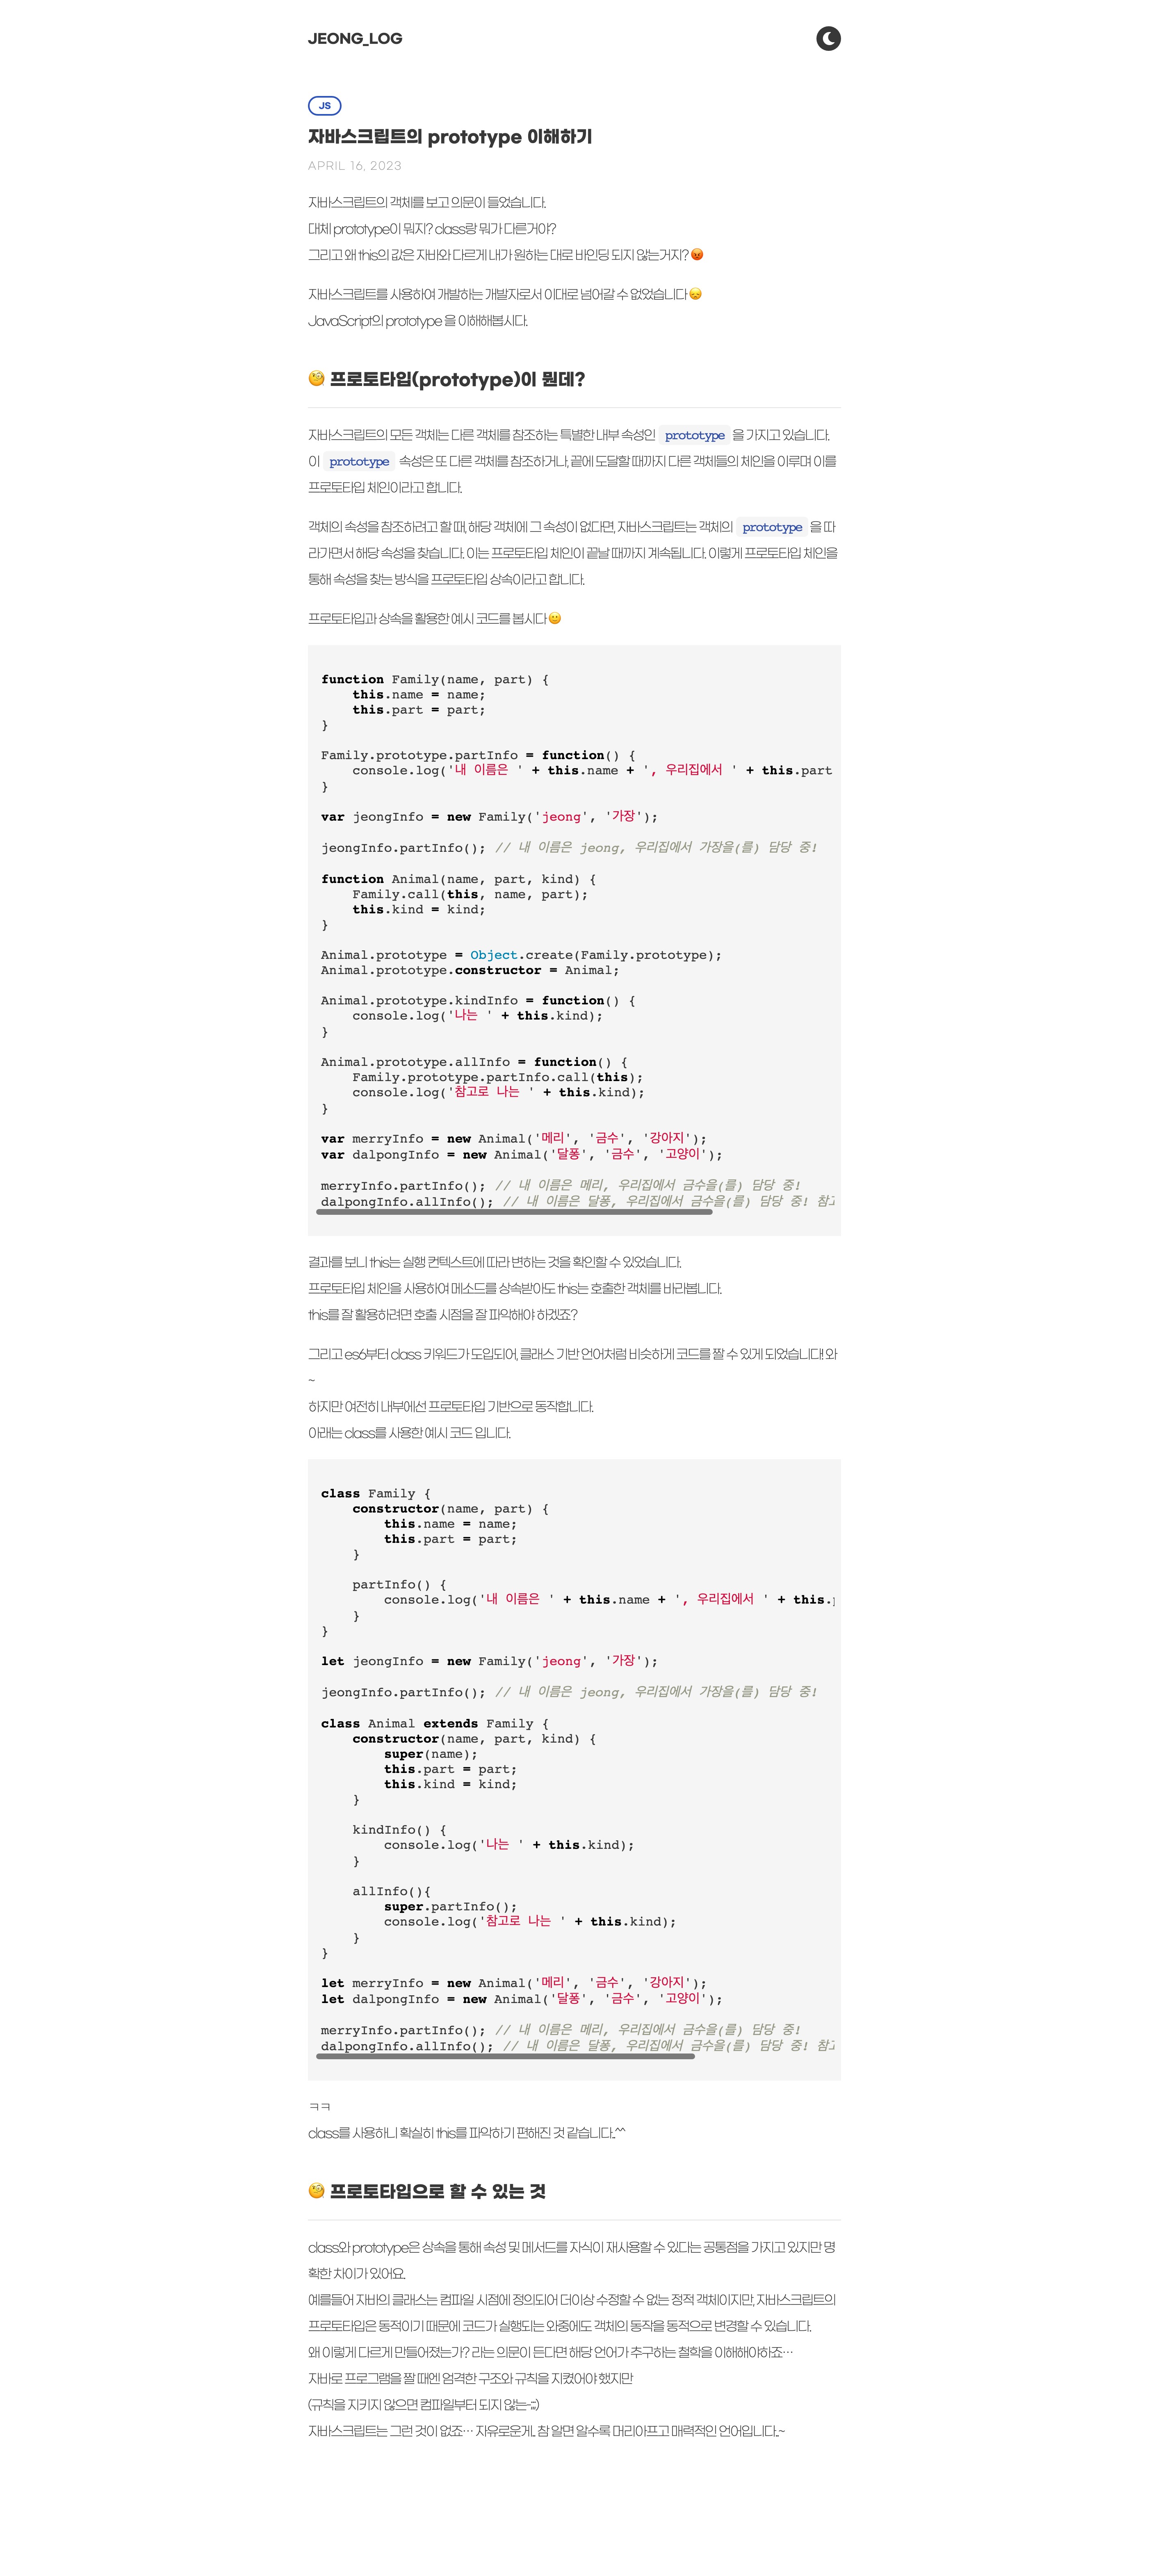 JEONG_LOG
JS
자바스크립트의 prototype 이해하기
APRIL 16, 2023
자바스크립트의 객체를 보고 의문이 들었습니다.
대체 prototype이 뭐지? class랑 뭐가 다른거야?
그리고 왜 this의 값은 자바와 다르게 내가 원하는 대로 바인딩 되지 않는거지? 😡
자바스크립트를 사용하여 개발하는 개발자로서 이대로 넘어갈 수 없었습니다 😞
JavaScript의 prototype 을 이해해봅시다.
🧐 프로토타입(prototype)이 뭔데?
자바스크립트의 모든 객체는 다른 객체를 참조하는 특별한 내부 속성인 prototype 을 가지고 있습니다.
이 prototype 속성은 또 다른 객체를 참조하거나, 끝에 도달할 때까지 다른 객체들의 체인을 이루며 이를
프로토타입 체인이라고 합니다.
객체의 속성을 참조하려고 할 때, 해당 객체에 그 속성이 없다면, 자바스크립트는 객체의 prototype 을 따
라가면서 해당 속성을 찾습니다. 이는 프로토타입 체인이 끝날 때까지 계속됩니다. 이렇게 프로토타입 체인을
통해 속성을 찾는 방식을 프로토타입 상속이라고 합니다.
프로토타입과 상속을 활용한 예시 코드를 봅시다 🙂
function Family(name, part) {
    this.name = name;
    this.part = part;
}
Family.prototype.partInfo = function() {
    console.log('내 이름은 ' + this.name + ', 우리집에서 ' + this.part
}
var jeongInfo = new Family('jeong', '가장');
jeongInfo.partInfo(); // 내 이름은 jeong, 우리집에서 가장을(를) 담당 중!
function Animal(name, part, kind) {
    Family.call(this, name, part);
    this.kind = kind;
}
Animal.prototype = Object.create(Family.prototype);
Animal.prototype.constructor = Animal;
Animal.prototype.kindInfo = function() {
    console.log('나는 ' + this.kind);
}
Animal.prototype.allInfo = function() {
    Family.prototype.partInfo.call(this);
    console.log('참고로 나는 ' + this.kind);
}
var merryInfo = new Animal('메리', '금수', '강아지');
var dalpongInfo = new Animal('달퐁', '금수', '고양이');
merryInfo.partInfo(); // 내 이름은 메리, 우리집에서 금수을(를) 담당 중!
dalpongInfo.allInfo(); // 내 이름은 달퐁, 우리집에서 금수을(를) 담당 중!
결과를 보니 this는 실행 컨텍스트에 따라 변하는 것을 확인할 수 있었습니다.
프로토타입 체인을 사용하여 메소드를 상속받아도 this는 호출한 객체를 바라봅니다.
this를 잘 활용하려면 호출 시점을 잘 파악해야 하겠죠?
그리고 es6부터 class 키워드가 도입되어, 클래스 기반 언어처럼 비슷하게 코드를 짤 수 있게 되었습니다! 와
~
하지만 여전히 내부에선 프로토타입 기반으로 동작합니다.
아래는 class를 사용한 예시 코드 입니다.
class Family {
    constructor(name, part) {
        this.name = name;
        this.part = part;
    }
    partInfo() {
        console.log('내 이름은 ' + this.name + ', 우리집에서 ' + this.
    }
}
let jeongInfo = new Family('jeong', '가장');
jeongInfo.partInfo(); // 내 이름은 jeong, 우리집에서 가장을(를) 담당 중!
class Animal extends Family {
    constructor(name, part, kind) {
        super(name);
        this.part = part;
        this.kind = kind;
    }
    kindInfo() {
        console.log('나는 ' + this.kind);
    }
    allInfo(){
        super.partInfo();
        console.log('참고로 나는 ' + this.kind);
    }
}
let merryInfo = new Animal('메리', '금수', '강아지');
let dalpongInfo = new Animal('달퐁', '금수', '고양이');
merryInfo.partInfo(); // 내 이름은 메리, 우리집에서 금수을(를) 담당 중!
dalpongInfo.allInfo(); // 내 이름은 달퐁, 우리집에서 금수을(를) 담당 중!
ㅋㅋ
class를 사용하니 확실히 this를 파악하기 편해진 것 같습니다..^^
🧐 프로토타입으로 할 수 있는 것
class와 prototype은 상속을 통해 속성 및 메서드를 자식이 재사용할 수 있다는 공통점을 가지고 있지만 명
확한 차이가 있어요.
예를들어 자바의 클래스는 컴파일 시점에 정의되어 더이상 수정할 수 없는 정적 객체이지만, 자바스크립트의
프로토타입은 동적이기 때문에 코드가 실행되는 와중에도 객체의 동작을 동적으로 변경할 수 있습니다.
왜 이렇게 다르게 만들어졌는가? 라는 의문이 든다면 해당 언어가 추구하는 철학을 이해해야하죠…
자바로 프로그램을 짤 때엔 엄격한 구조와 규칙을 지켰어야 했지만
(규칙을 지키지 않으면 컴파일부터 되지 않는-;;)
자바스크립트는 그런 것이 없죠… 자유로운게.. 참 알면 알수록 머리아프고 매력적인 언어입니다..~